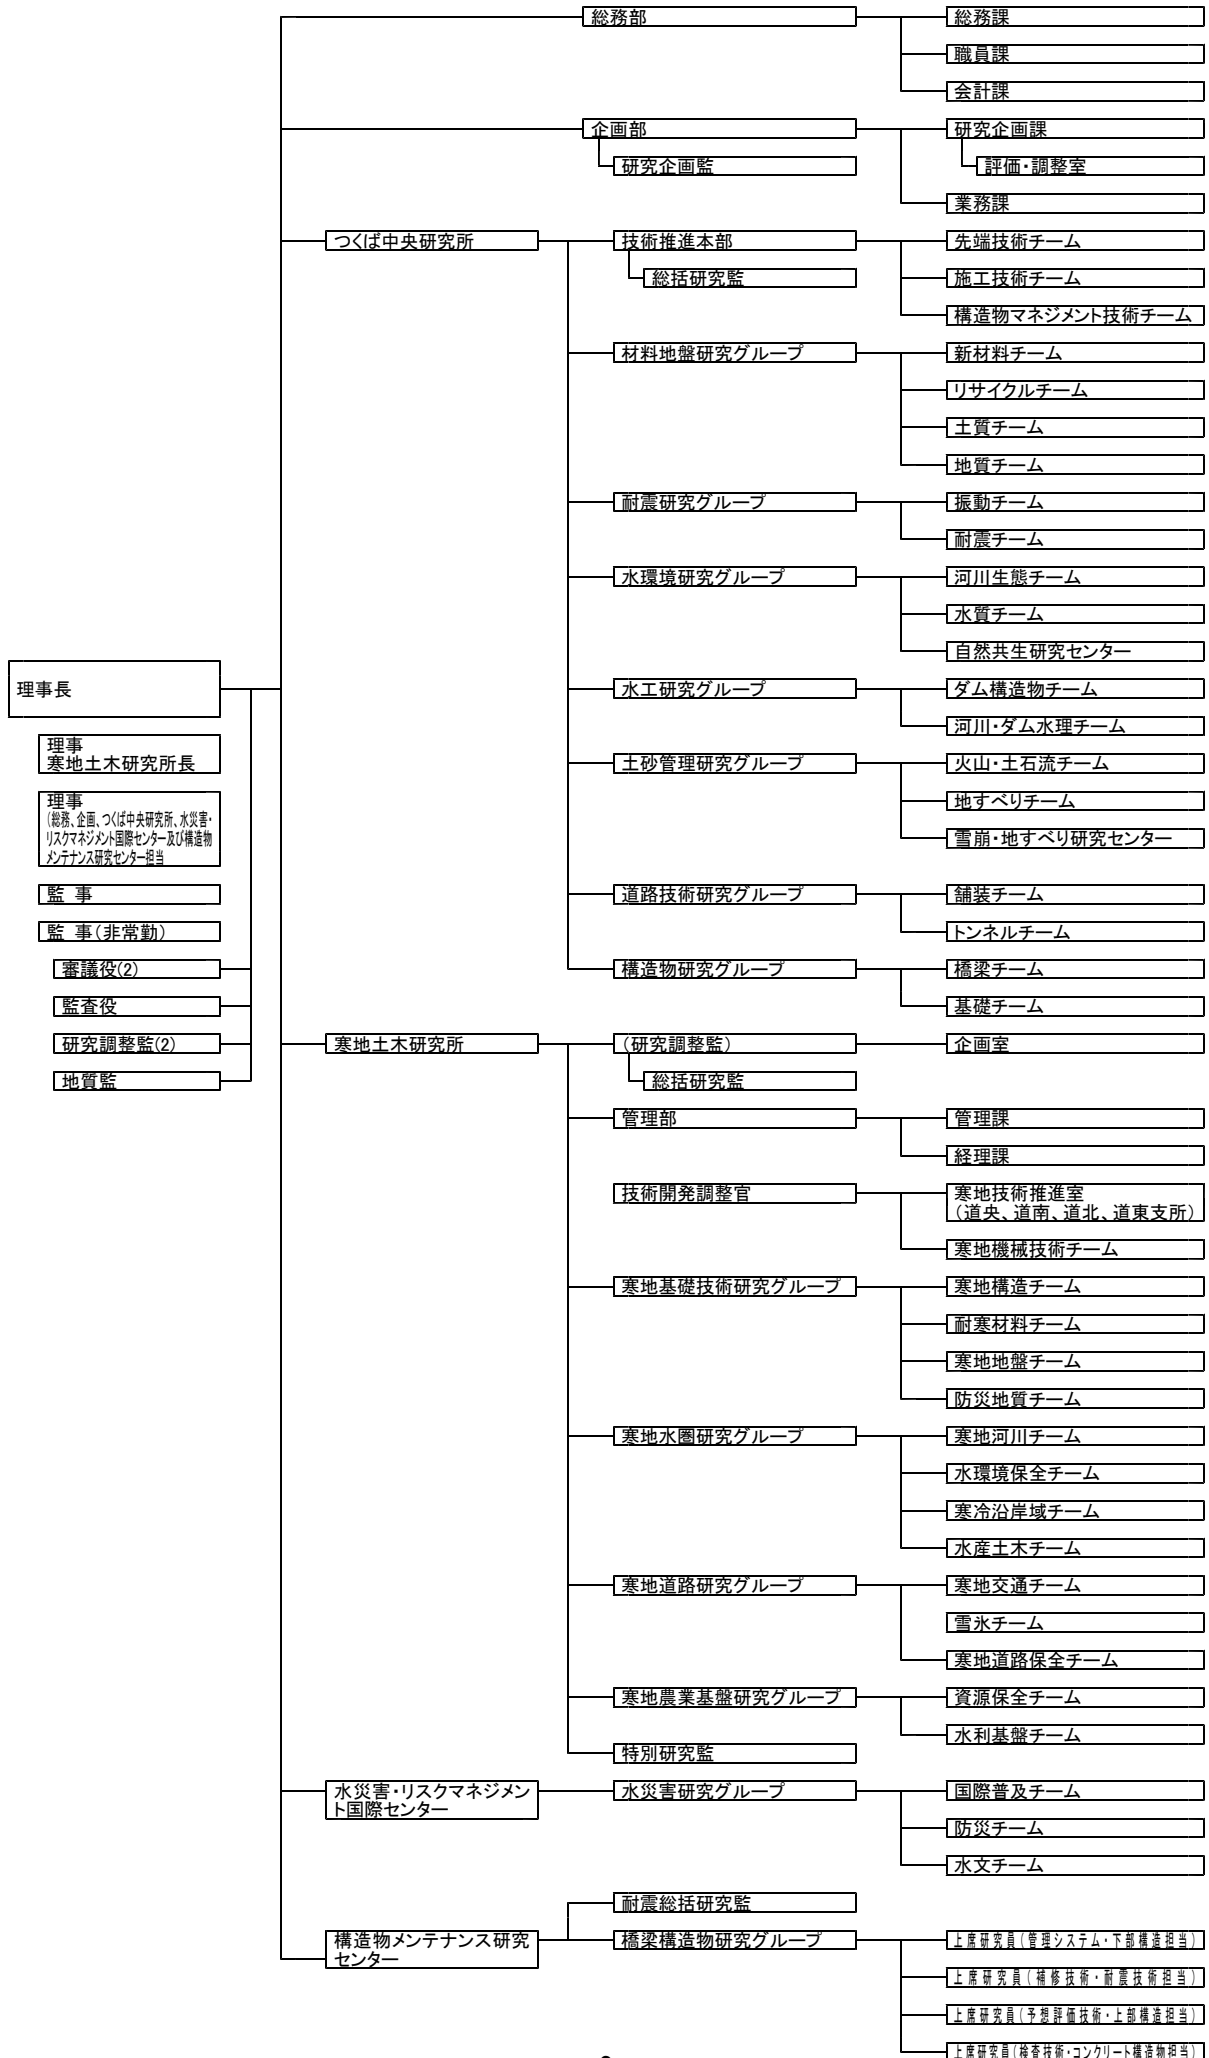 総務部
総務課
職員課
会計課
企画部
研究企画課
研究企画監
評価・調整室
業務課
つくば中央研究所
技術推進本部
先端技術チーム
総括研究監
施工技術チーム
構造物マネジメント技術チーム
材料地盤研究グループ
新材料チーム
リサイクルチーム
土質チーム
地質チーム
耐震研究グループ
振動チーム
耐震チーム
水環境研究グループ
河川生態チーム
水質チーム
自然共生研究センター
理事長
水工研究グループ
ダム構造物チーム
河川・ダム水理チーム
理事
寒地土木研究所長
土砂管理研究グループ
火山・土石流チーム
理事
（総務、企画、つくば中央研究所、水災害・
リスクマネジメント国際センター及び構造物
メンテナンス研究センター担当
地すべりチーム
雪崩・地すべり研究センター
監 事
道路技術研究グループ
舗装チーム
監 事（非常勤）
トンネルチーム
審議役(2)
構造物研究グループ
橋梁チーム
監査役
基礎チーム
研究調整監(2)
寒地土木研究所
（研究調整監）
企画室
地質監
総括研究監
管理部
管理課
経理課
技術開発調整官
寒地技術推進室
（道央、道南、道北、道東支所）
寒地機械技術チーム
寒地基礎技術研究グループ
寒地構造チーム
耐寒材料チーム
寒地地盤チーム
防災地質チーム
寒地水圏研究グループ
寒地河川チーム
水環境保全チーム
寒冷沿岸域チーム
水産土木チーム
寒地道路研究グループ
寒地交通チーム
雪氷チーム
寒地道路保全チーム
寒地農業基盤研究グループ
資源保全チーム
水利基盤チーム
特別研究監
水災害・リスクマネジメン
ト国際センター
水災害研究グループ
国際普及チーム
防災チーム
水文チーム
耐震総括研究監
構造物メンテナンス研究
センター
橋梁構造物研究グループ
上席研究員（管理システム・下部構造担当）
上席研究員（補修技術・耐震技術担当）
上席研究員（予想評価技術・上部構造担当）
上席研究員（検査技術・コンクリート構造物担当）